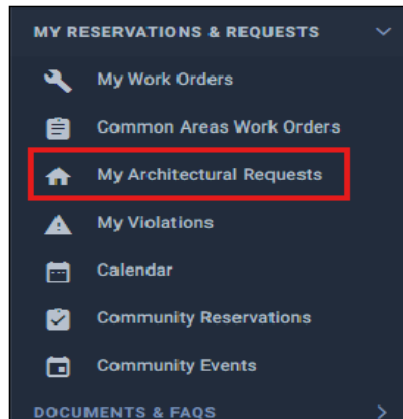 MY RESERVATIONS & REQUESTS
My Work Orders
Common Areas Work Orders
My Architectural Requests
My Violations
Calendar
Community Reservations
Community Events
DOCUMENTS & FAQS